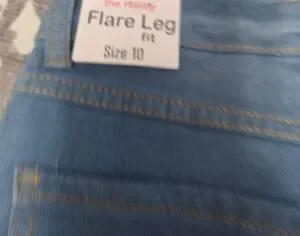 the
Flare Leg
fit
Size 10